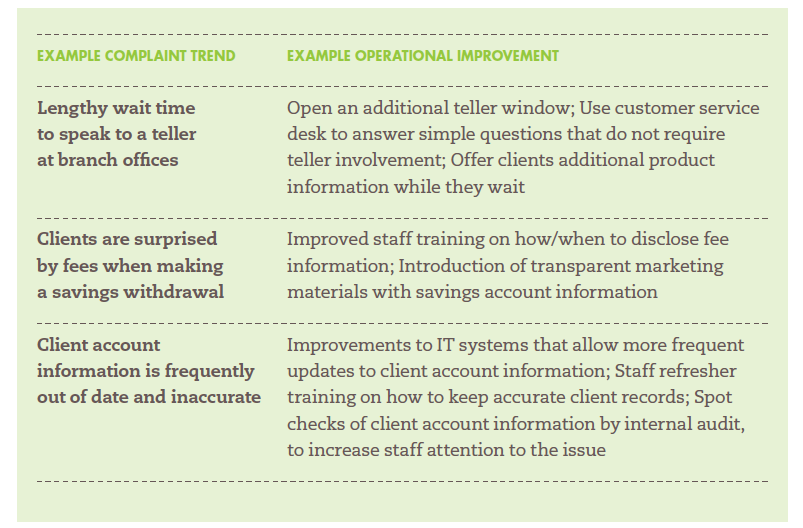 EXAMPLE COMPLAINT TREND
EXAMPLE OPERATIONAL IMPROVEMENT
Lengthy wait time
to speak to a teller
at branch offices
Open an additional teller window; Use customer service
desk to answer simple questions that do not require
teller involvement; Offer clients additional product
information while they wait
Clients are surprised
by fees when making
a savings withdrawal
Improved staff training on how/when to disclose fee
information; Introduction of transparent marketing
materials with savings account information
Client account
information is frequently
out of date and inaccurate
Improvements to IT systems that allow more frequent
updates to client account information; Staff refresher
training on how to keep accurate client records; Spot
checks of client account information by internal audit,
to increase staff attention to the issue